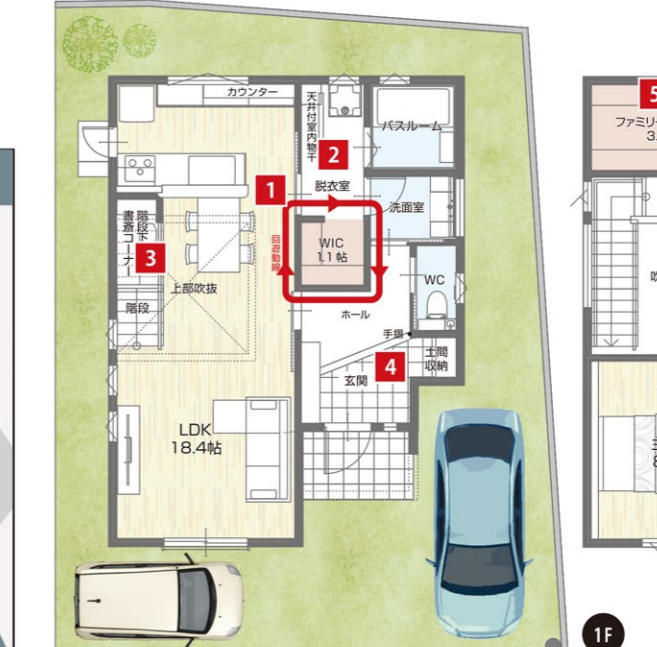 カウンター
天井付室内物干
バスルーム
2
脱衣室
1
洗面室
回遊動線
WIC
1.1帖
階段下
書斎コーナー
3
上部吹抜
階段
WC
ホール
手摺
土間
収納
4
玄関
LDK
18.4帖
5
ファミリー
3.
1F